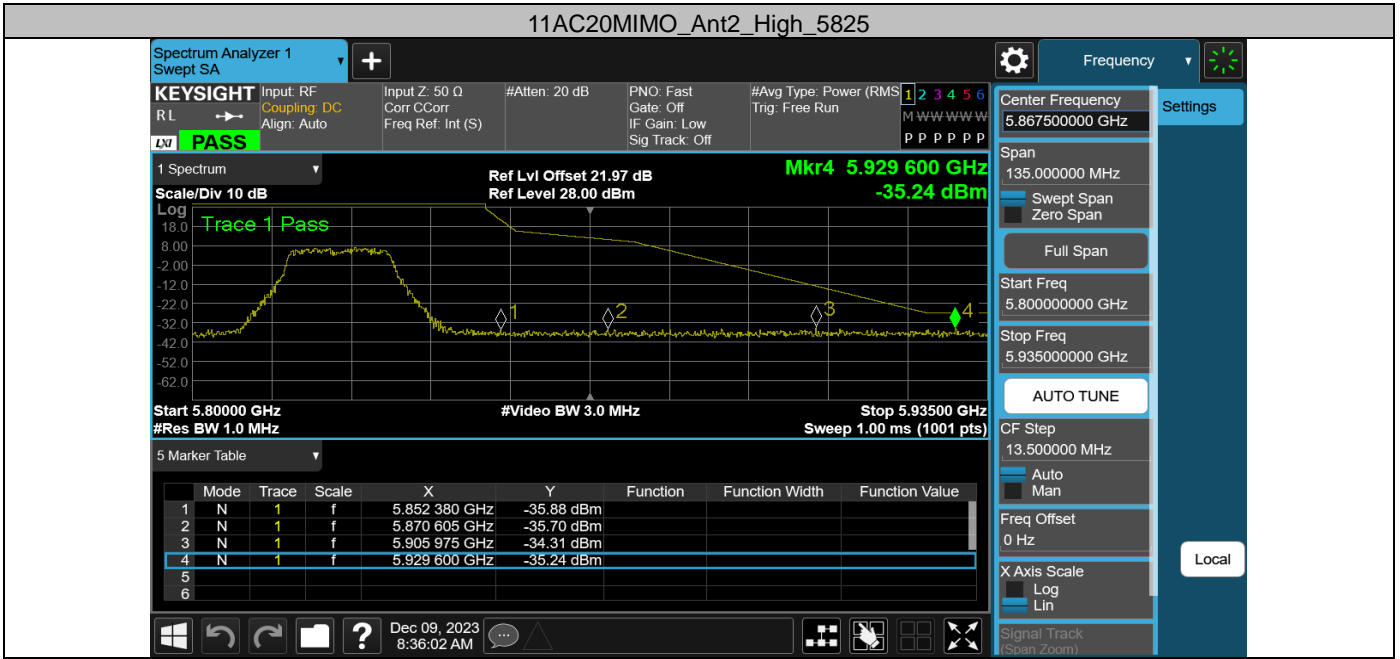 11AC20MIMO_Ant2_High_5825
Spectrum Analyzer 1
Swept SA
Frequency
Settings
KEYSIGHT
RL
LXI
PASS
Input: RF
Coupling: DC
Align: Auto
Input Z: 50 Ω
Corr CCorr
Freq Ref: Int (S)
#Atten: 20 dB
PNO: Fast
Gate: Off
IF Gain: Low
Sig Track: Off
#Avg Type: Power (RMS
Trig: Free Run
1 2 3 4 5 6
M W W W W W
P P P P P P
1 Spectrum
Scale/Div 10 dB
Ref Lvl Offset 21.97 dB
Ref Level 28.00 dBm
Mkr4 5.929 600 GHz
-35.24 dBm
Log
Trace 1 Pass
18.0
8.00
-2.00
-12.0
-22.0
-32.0
-42.0
-52.0
-62.0
1
2
3
4
Start 5.80000 GHz
#Video BW 3.0 MHz
Stop 5.93500 GHz
#Res BW 1.0 MHz
Sweep 1.00 ms (1001 pts)
5 Marker Table
Mode Trace Scale X Y Function Function Width Function Value
1 N 1 f 5.852 380 GHz -35.88 dBm
2 N 1 f 5.870 605 GHz -35.70 dBm
3 N 1 f 5.905 975 GHz -34.31 dBm
4 N 1 f 5.929 600 GHz -35.24 dBm
5
6
Center Frequency
5.867500000 GHz
Span
135.000000 MHz
Swept Span
Zero Span
Full Span
Start Freq
5.800000000 GHz
Stop Freq
5.935000000 GHz
AUTO TUNE
CF Step
13.500000 MHz
Auto
Man
Freq Offset
0 Hz
X Axis Scale
Log
Lin
Signal Track
(Span Zoom)
Local
?
Dec 09, 2023
8:36:02 AM